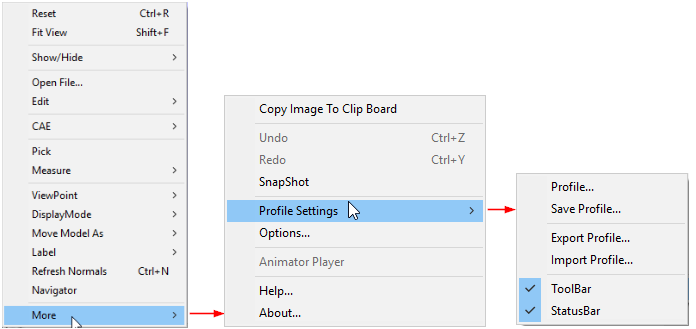 Reset Ctrl+R
Fit View Shift+F
Show/Hide
Open File...
Edit
CAE
Pick
Measure
ViewPoint
DisplayMode
Move Model As
Label
Refresh Normals Ctrl+N
Navigator
More
Copy Image To Clip Board
Undo Ctrl+Z
Redo Ctrl+Y
SnapShot
Profile Settings
Options...
Animator Player
Help...
About...
Profile...
Save Profile...
Export Profile...
Import Profile...
ToolBar
StatusBar